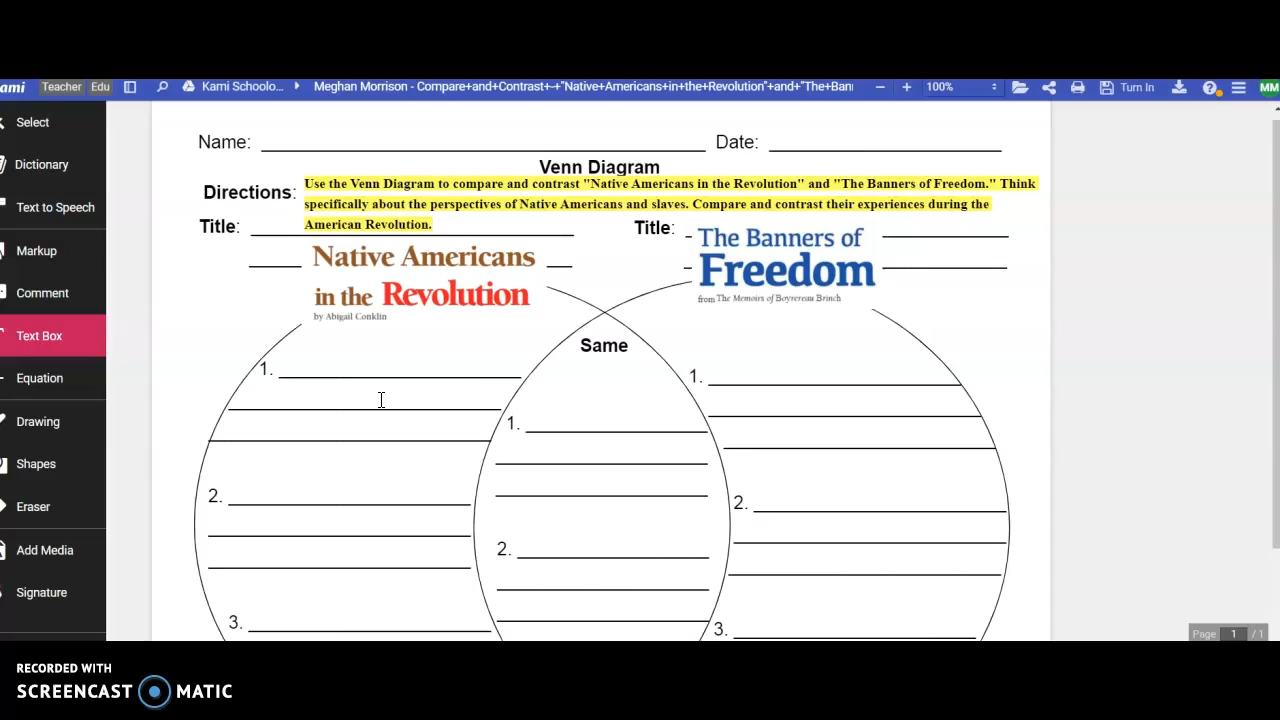 ami Teacher Edu Kami Schoolo... Meghan Morrison - Compare+and+Contrast+-+"Native+Americans+in+the+Revolution"+and+"The+Ban 100% Turn In MM
Select
Dictionary
Text to Speech
Markup
Comment
Text Box
Equation
Drawing
Shapes
Eraser
Add Media
Signature
Name: Date:
Venn Diagram
Directions: Use the Venn Diagram to compare and contrast "Native Americans in the Revolution" and "The Banners of Freedom." Think
specifically about the perspectives of Native Americans and slaves. Compare and contrast their experiences during the
American Revolution.
Title: Title:
Native Americans
in the Revolution
by Abigail Conklin
The Banners of
Freedom
from The Memoirs of Boyrereau Brinch
Same
1.
2.
3.
1.
2.
1.
2.
3.
Page 1 / 1
RECORDED WITH
SCREENCAST MATIC